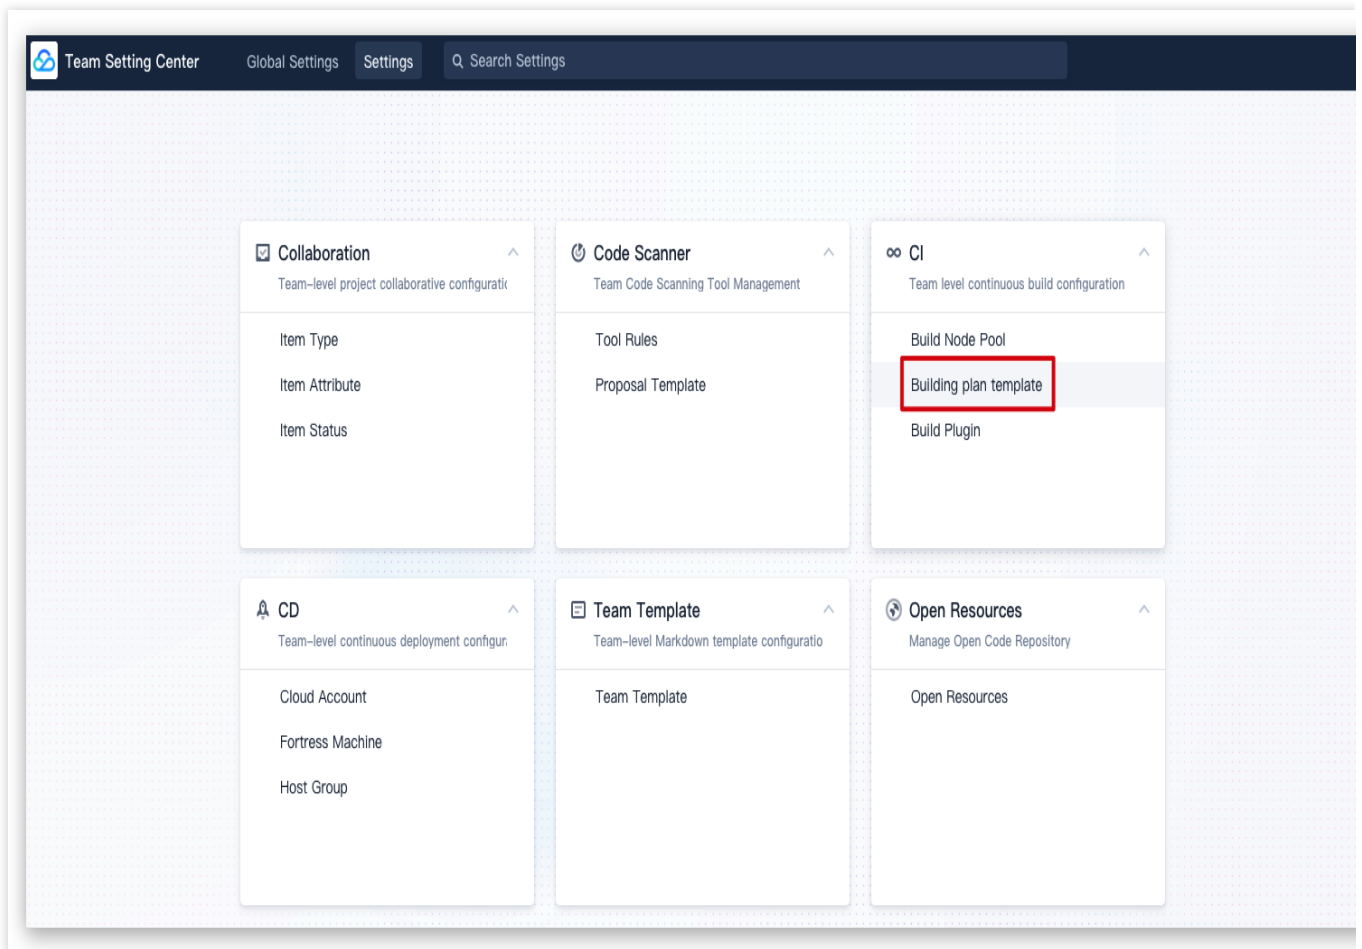 Team Setting Center
Global Settings
Settings
Search Settings
Collaboration
Team-level project collaborative configuratic
Item Type
Item Attribute
Item Status
Code Scanner
Team Code Scanning Tool Management
Tool Rules
Proposal Template
CI
Team level continuous build configuration
Build Node Pool
Building plan template
Build Plugin
CD
Team-level continuous deployment configur
Cloud Account
Fortress Machine
Host Group
Team Template
Team-level Markdown template configuratio
Team Template
Open Resources
Manage Open Code Repository
Open Resources